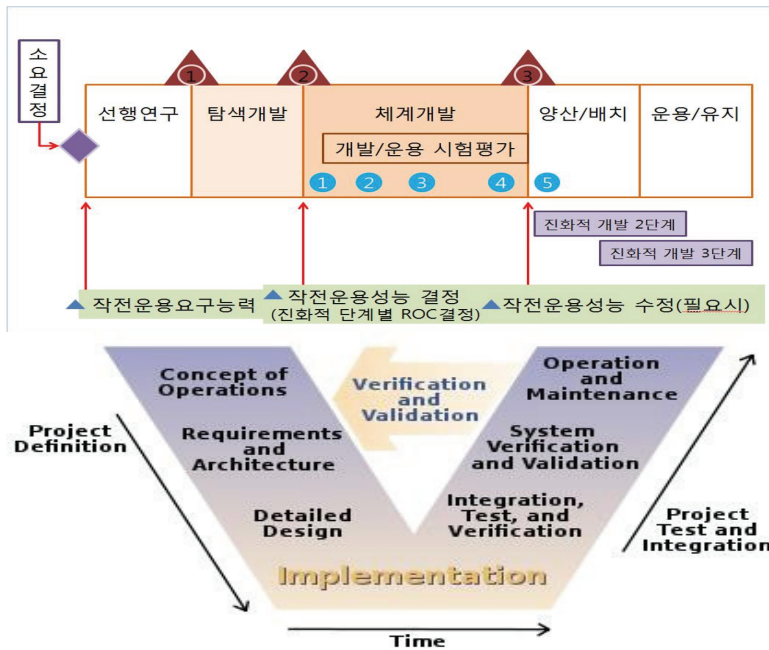 소
요
결
정
1
2
3
선행연구
탐색개발
체계개발
양산/배치
운용/유지
개발/운용 시험평가
1
2
3
4
5
진화적 개발 2단계
진화적 개발 3단계
작전운용요구능력
작전운용성능 결정
(진화적 단계별 ROC결정)
작전운용성능 수정(필요시)
Concept of
Operations
Verification
and
Validation
Operation
and
Maintenance
Project
Definition
Requirements
and
Architecture
System
Verification
and Validation
Detailed
Design
Integration,
Test, and
Verification
Project
Test and
Integration
Implementation
Time